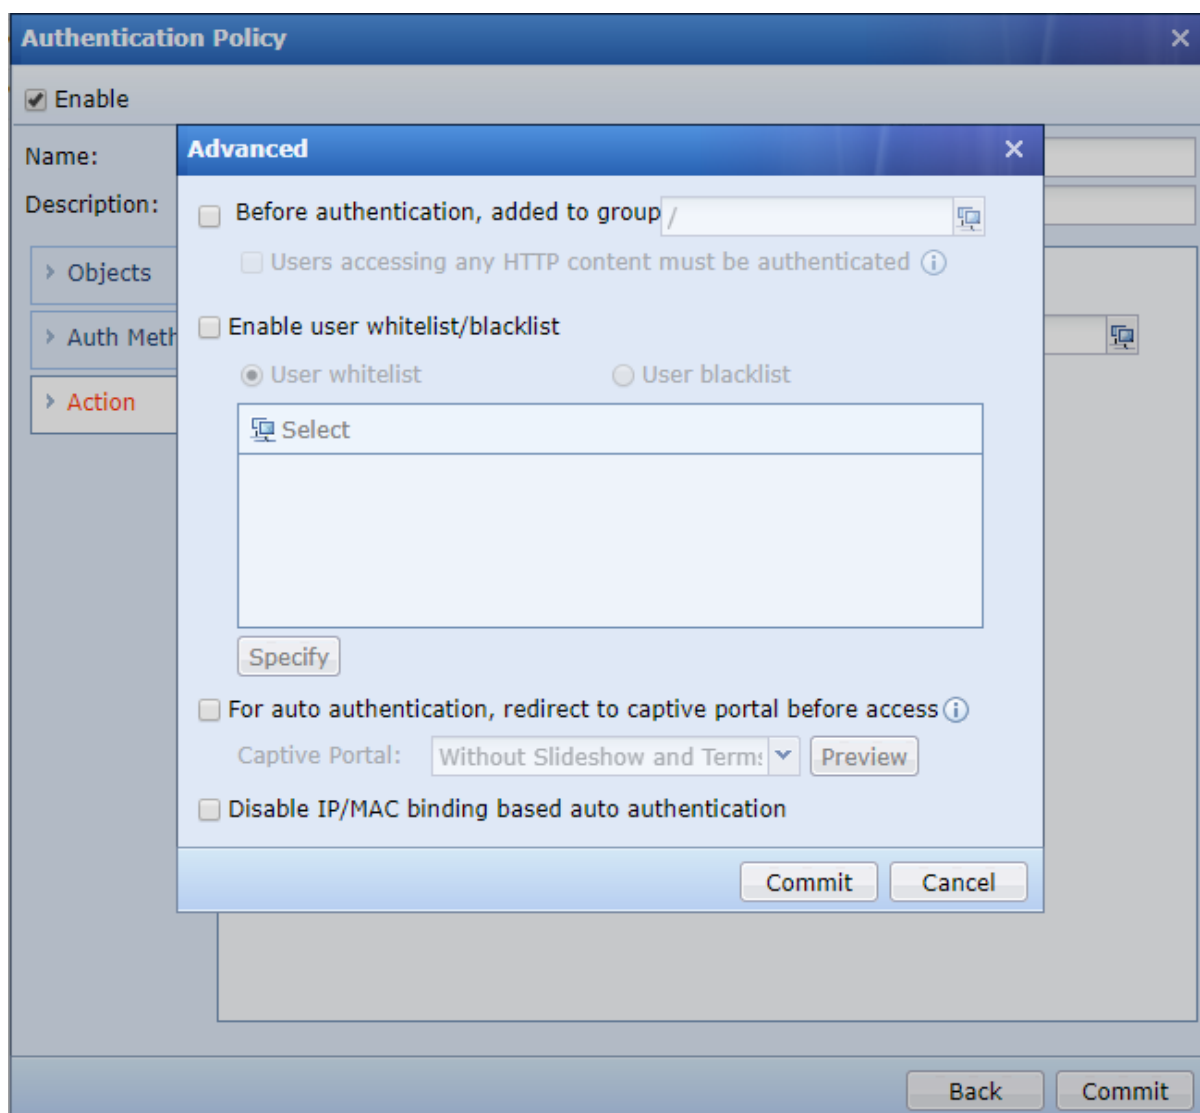 Authentication Policy
Enable
Name:
Description:
Objects
Auth Meth
Action
Advanced
Before authentication, added to group /
Users accessing any HTTP content must be authenticated
Enable user whitelist/blacklist
User whitelist User blacklist
Select
Specify
For auto authentication, redirect to captive portal before access
Captive Portal: Without Slideshow and Terms Preview
Disable IP/MAC binding based auto authentication
Commit Cancel
Back Commit